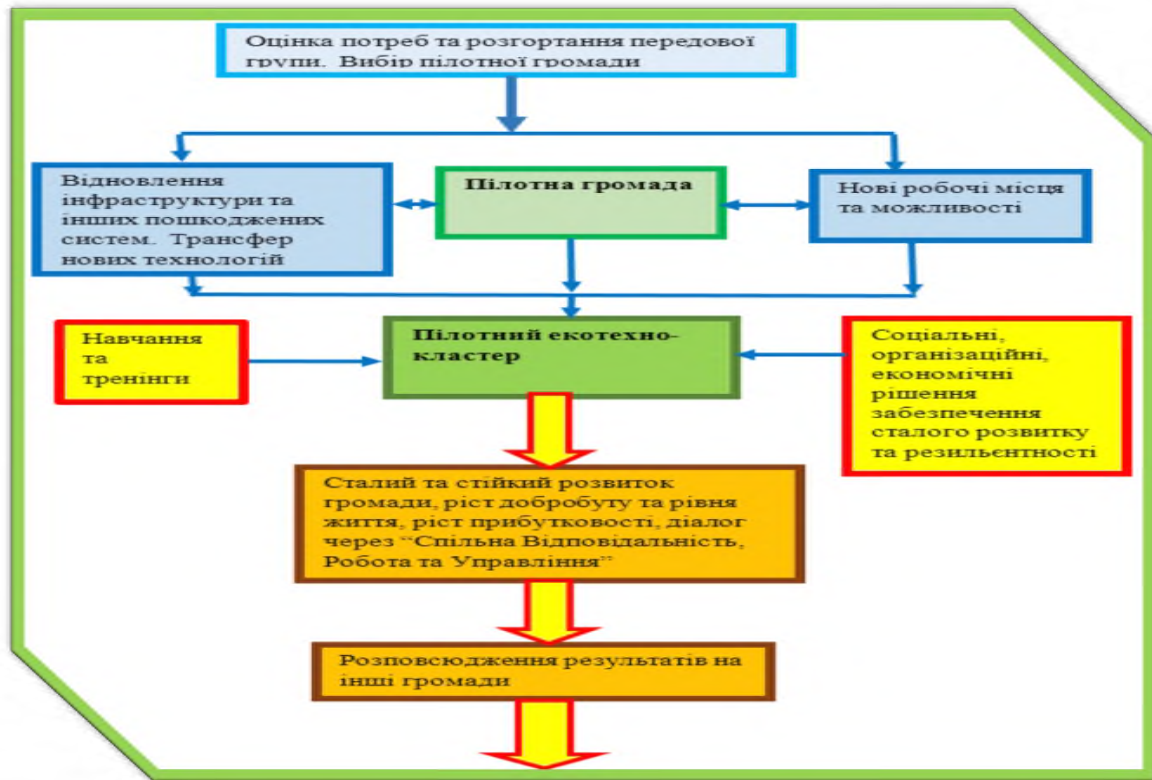 Оцінка потреб та розгортання передової
групи. Вибір пілотної громади
Відновлення
інфраструктури та
інших пошкоджених
систем. Трансфер
нових технологій
Пілотна громада
Нові робочі місця
та можливості
Навчання
та
тренінги
Пілотний екотехно-
кластер
Соціальні,
організаційні,
економічні
рішення
забезпечення
сталого розвитку
та резильєнтності
Сталий та стійкий розвиток
громади, ріст добробуту та рівня
життя, ріст прибутковості, діалог
через “Спільна Відповідальність,
Робота та Управління”
Розповсюдження результатів на
інші громади